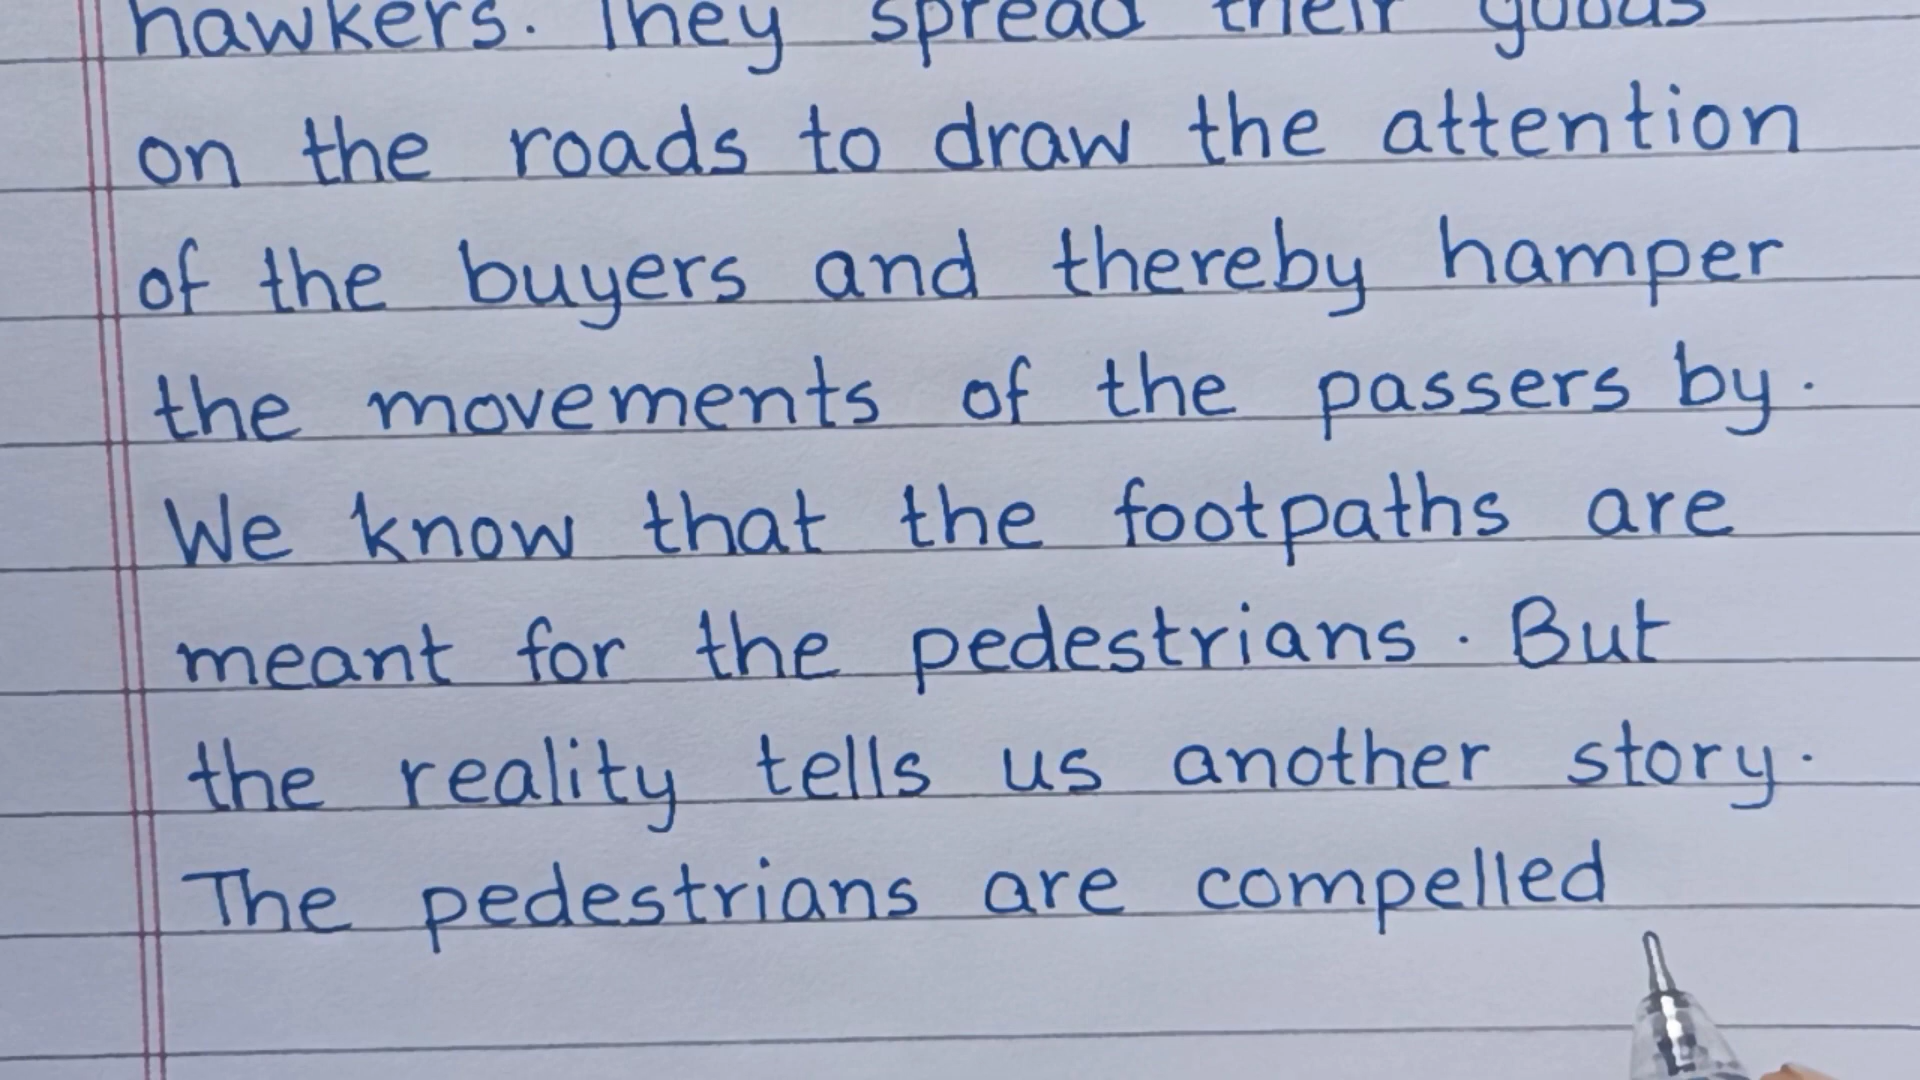 hawkers. They spread their goods
on the roads to draw the attention
of the buyers and thereby hamper
the movements of the passers by.
We know that the footpaths are
meant for the pedestrians. But
the reality tells us another story.
The pedestrians are compelled